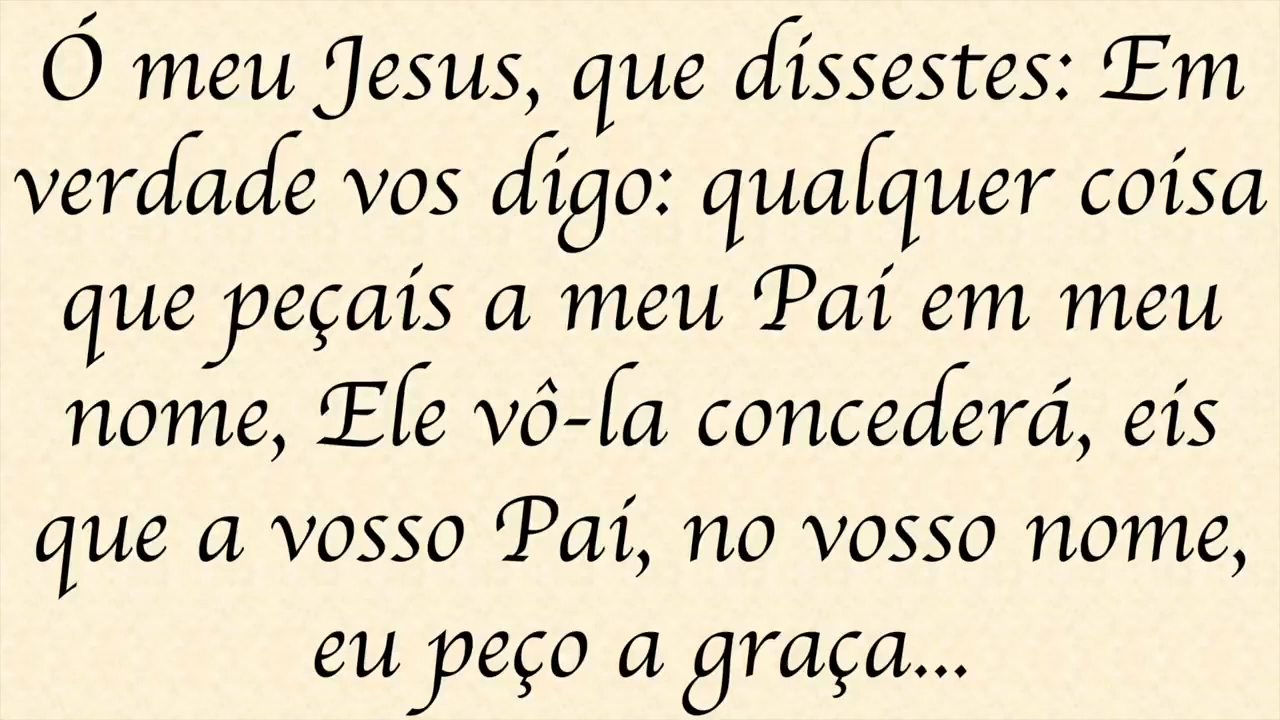 Ó meu Jesus, que dissestes: Em
verdade vos digo: qualquer coisa
que peçais a meu Pai em meu
nome, Ele vô-la concederá, eis
que a vosso Pai, no vosso nome,
eu peço a graça...